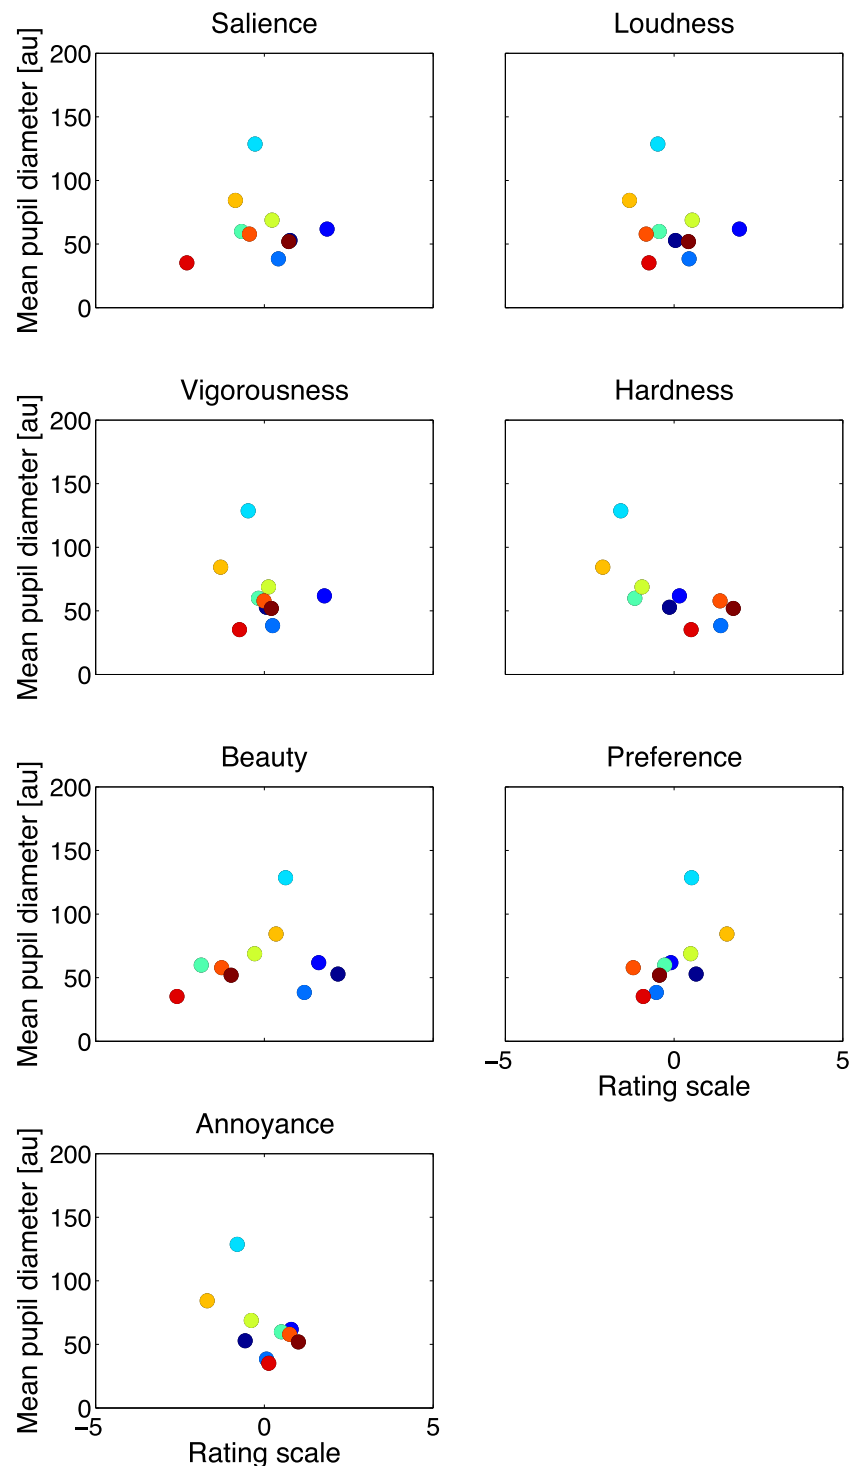 Salience
Loudness
Mean pupil diameter [au]
200
150
100
50
0
Vigorousness
Hardness
Mean pupil diameter [au]
200
150
100
50
0
Beauty
Preference
Mean pupil diameter [au]
200
150
100
50
0
−5 0 5
Rating scale
Annoyance
Mean pupil diameter [au]
200
150
100
50
0
−5 0 5
Rating scale